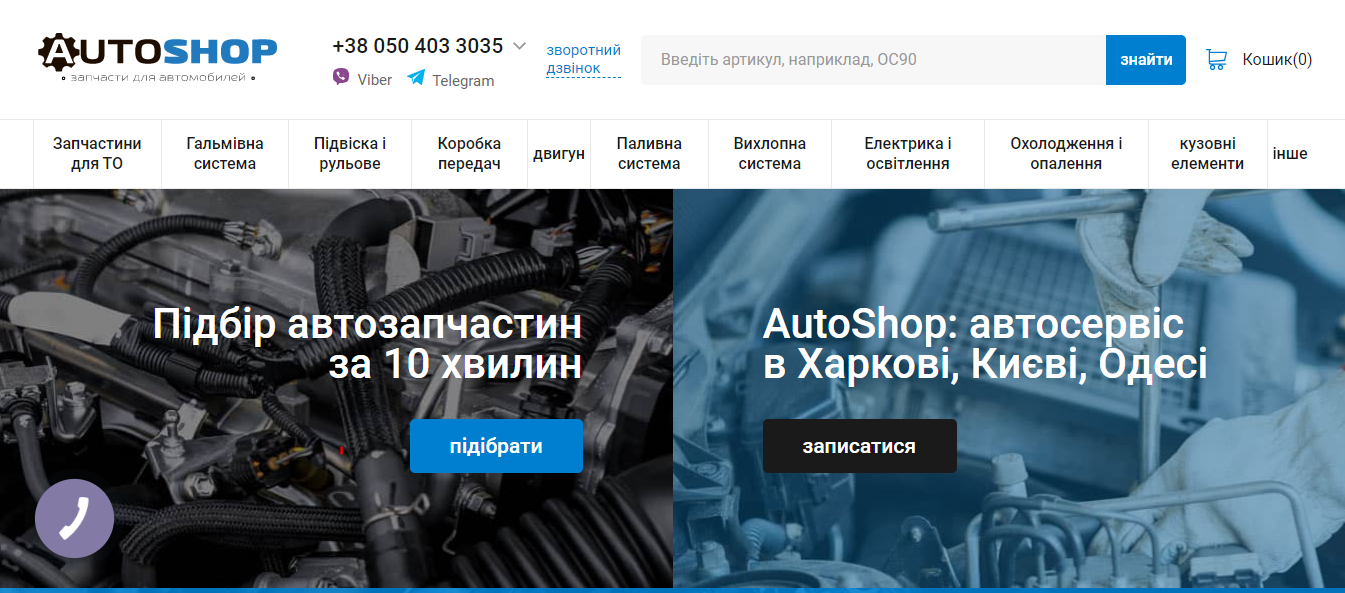 AUTOSHOP
запчасти для автомобилей
+38 050 403 3035
Viber
Telegram
зворотний
дзвінок
Введіть артикул, наприклад, OC90
знайти
Кошик(0)
Запчастини
для ТО
Гальмівна
система
Підвіска і
рульове
Коробка
передач
двигун
Паливна
система
Вихлопна
система
Електрика і
освітлення
Охолодження і
опалення
кузовні
елементи
інше
Підбір автозапчастин
за 10 хвилин
підібрати
AutoShop: автосервіс
в Харкові, Києві, Одесі
записатися